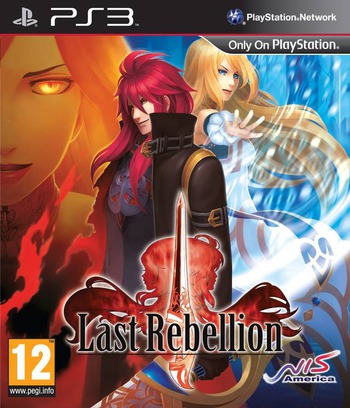 PS3
PlayStation®Network
Only On PlayStation®
Last Rebellion
12
www.pegi.info
NIS
America